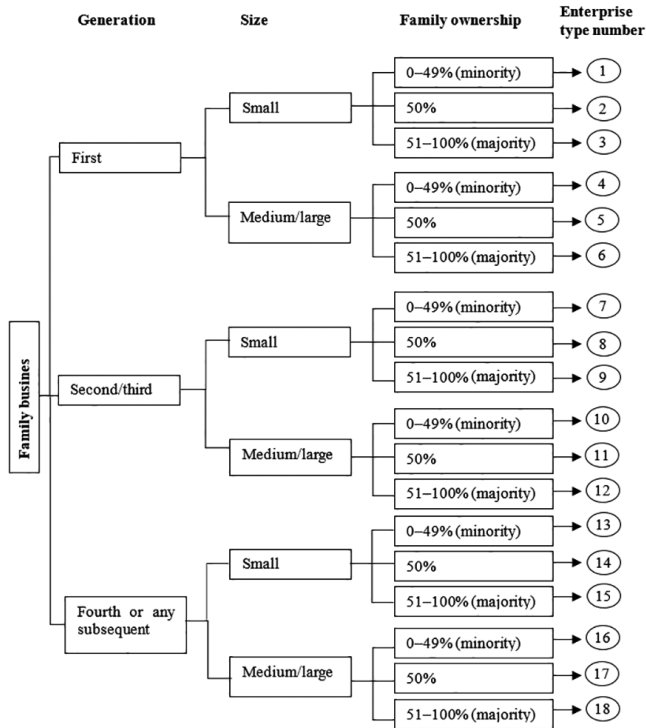 Generation Size Family ownership Enterprise
type number
0–49% (minority) 1
Small 50% 2
51–100% (majority) 3
First
0–49% (minority) 4
Medium/large 50% 5
51–100% (majority) 6
0–49% (minority) 7
Small 50% 8
51–100% (majority) 9
Family busines
Second/third
0–49% (minority) 10
Medium/large 50% 11
51–100% (majority) 12
0–49% (minority) 13
Small 50% 14
51–100% (majority) 15
Fourth or any
subsequent
0–49% (minority) 16
Medium/large 50% 17
51–100% (majority) 18